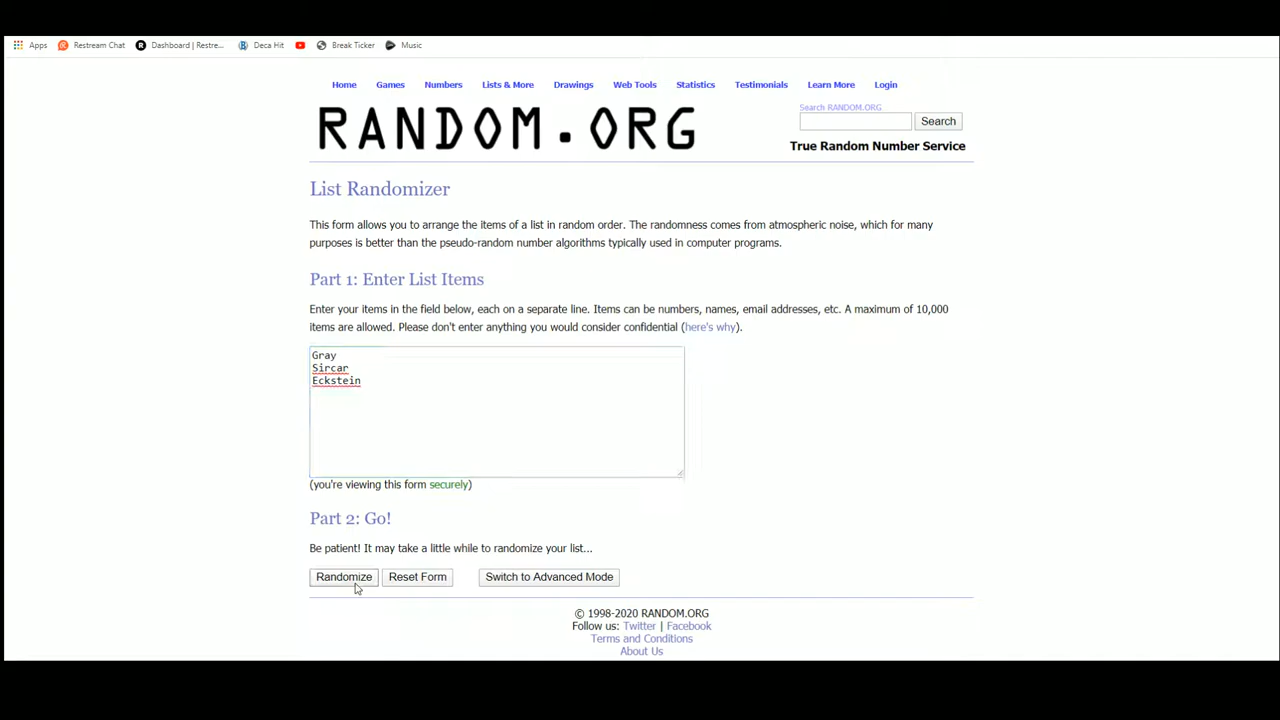 Apps Restream Chat Dashboard | Restre... Deca Hit Break Ticker Music
Home Games Numbers Lists & More Drawings Web Tools Statistics Testimonials Learn More Login
RANDOM.ORG
Search RANDOM.ORG
Search
True Random Number Service
List Randomizer
This form allows you to arrange the items of a list in random order. The randomness comes from atmospheric noise, which for many
purposes is better than the pseudo-random number algorithms typically used in computer programs.
Part 1: Enter List Items
Enter your items in the field below, each on a separate line. Items can be numbers, names, email addresses, etc. A maximum of 10,000
items are allowed. Please don't enter anything you would consider confidential (here's why).
Gray
Sircar
Eckstein
(you're viewing this form securely)
Part 2: Go!
Be patient! It may take a little while to randomize your list...
Randomize Reset Form Switch to Advanced Mode
© 1998-2020 RANDOM.ORG
Follow us: Twitter | Facebook
Terms and Conditions
About Us